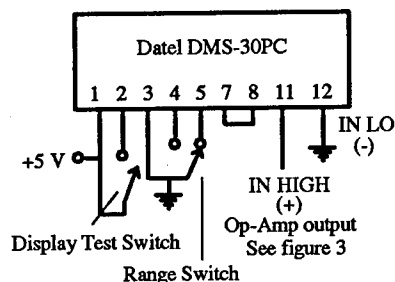 Datel DMS-30PC
1 2 3 4 5 7 8 11 12
+5 V
IN LO
(-)
IN HIGH
(+)
Op-Amp output
See figure 3
Display Test Switch
Range Switch